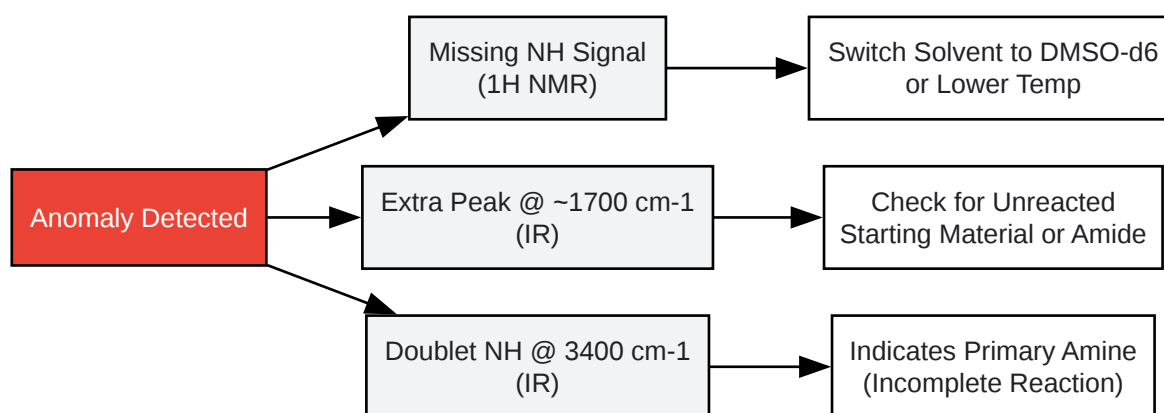 Missing NH Signal
(1H NMR)
Switch Solvent to DMSO-d6
or Lower Temp
Anomaly Detected
Extra Peak @ ~1700 cm-1
(IR)
Check for Unreacted
Starting Material or Amide
Doublet NH @ 3400 cm-1
(IR)
Indicates Primary Amine
(Incomplete Reaction)